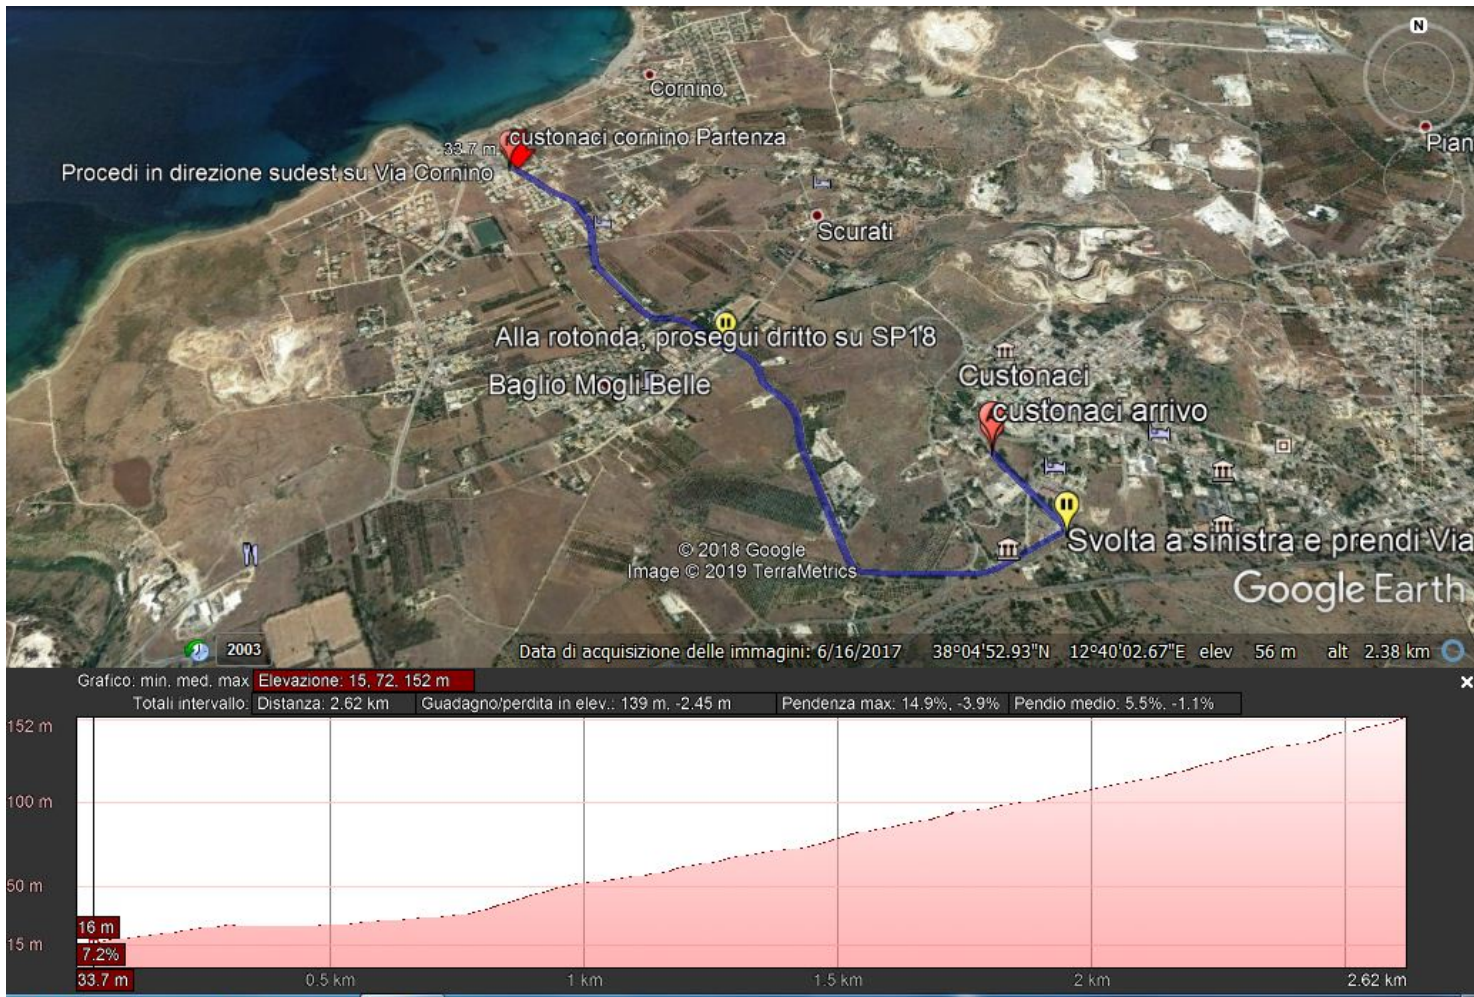 N
Cornino
custonaci cornino Partenza
33.7 m
Pian
Procedi in direzione sudest su Via Cornino
Scurati
Alla rotonda, prosegui dritto su SP18
Baglio Mogli Belle
Custonaci
custonaci arrivo
Svolta a sinistra e prendi Via
© 2018 Google
Image © 2019 TerraMetrics
Google Earth
2003
Data di acquisizione delle immagini: 6/16/2017 38°04'52.93"N 12°40'02.67"E elev 56 m alt 2.38 km
Grafico: min. med. max Elevazione: 15, 72, 152 m
Totali intervallo: Distanza: 2.62 km Guadagno/perdita in elev.: 139 m. -2.45 m Pendenza max: 14.9%, -3.9% Pendio medio: 5.5%, -1.1%
152 m
100 m
50 m
16 m
15 m
7.2%
33.7 m 0.5 km 1 km 1.5 km 2 km 2.62 km